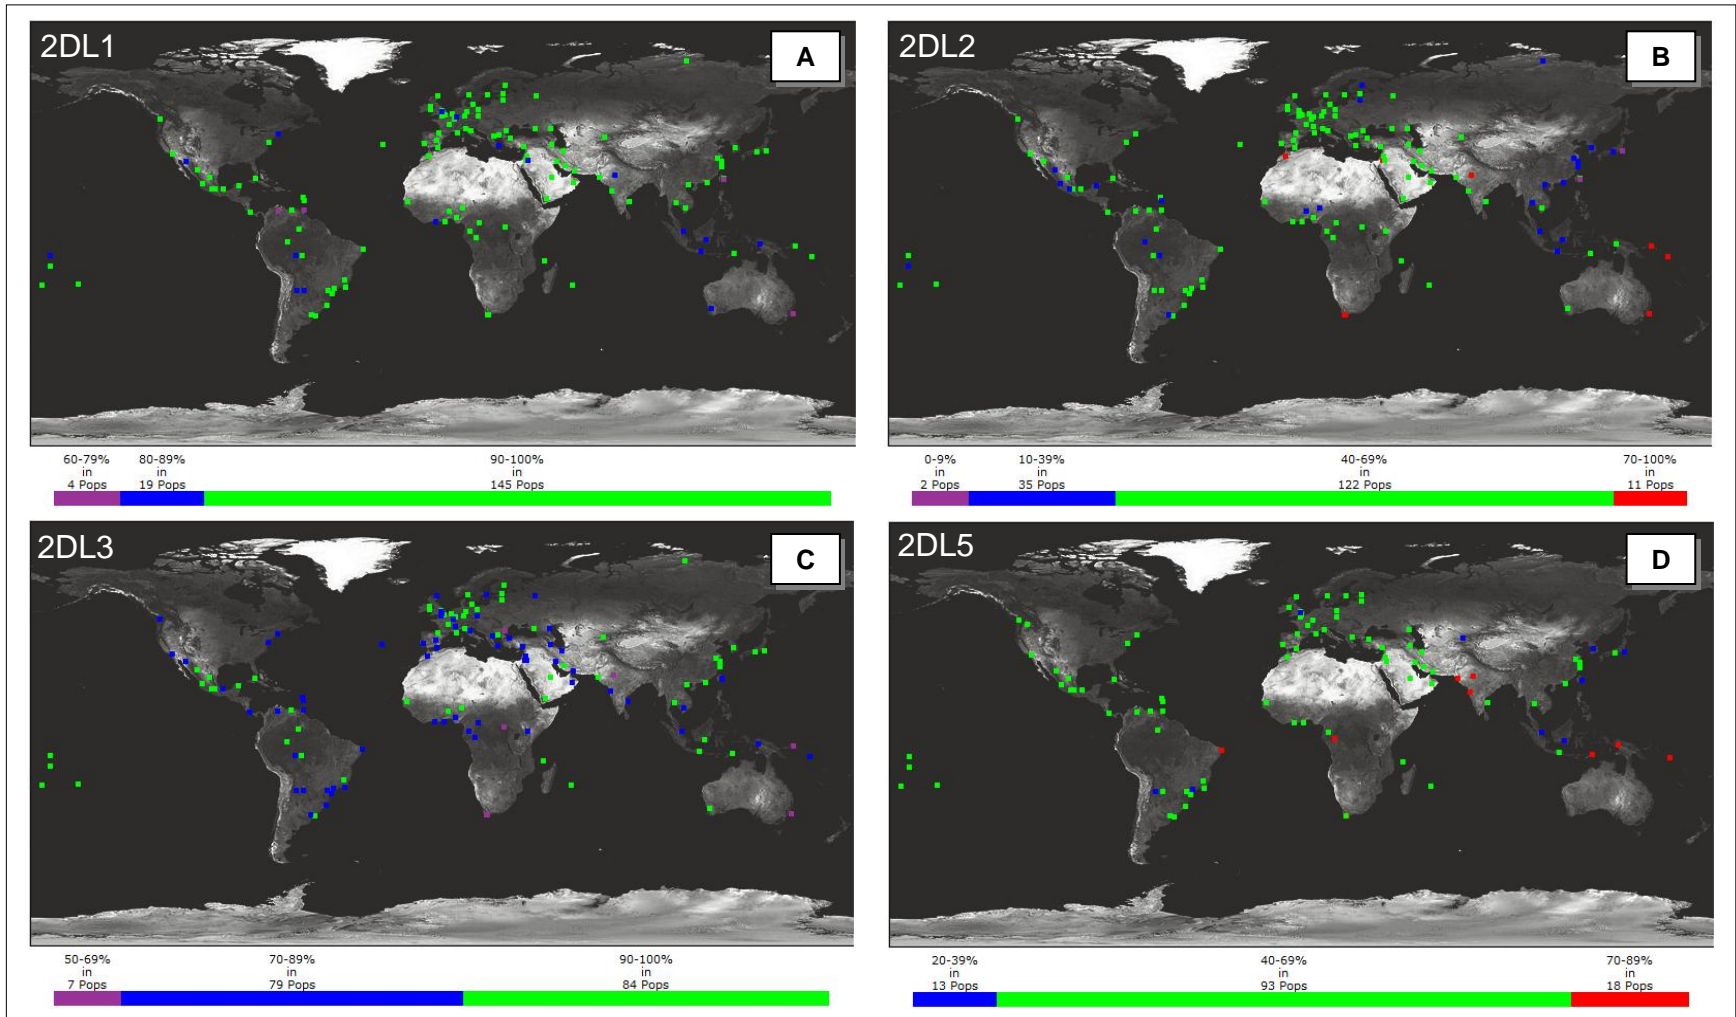 2DL1
A
60-79%
in
4 Pops
80-89%
in
19 Pops
90-100%
in
145 Pops
2DL2
B
0-9%
in
2 Pops
10-39%
in
35 Pops
40-69%
in
122 Pops
70-100%
in
11 Pops
2DL3
C
50-69%
in
7 Pops
70-89%
in
79 Pops
90-100%
in
84 Pops
2DL5
D
20-39%
in
13 Pops
40-69%
in
93 Pops
70-89%
in
18 Pops